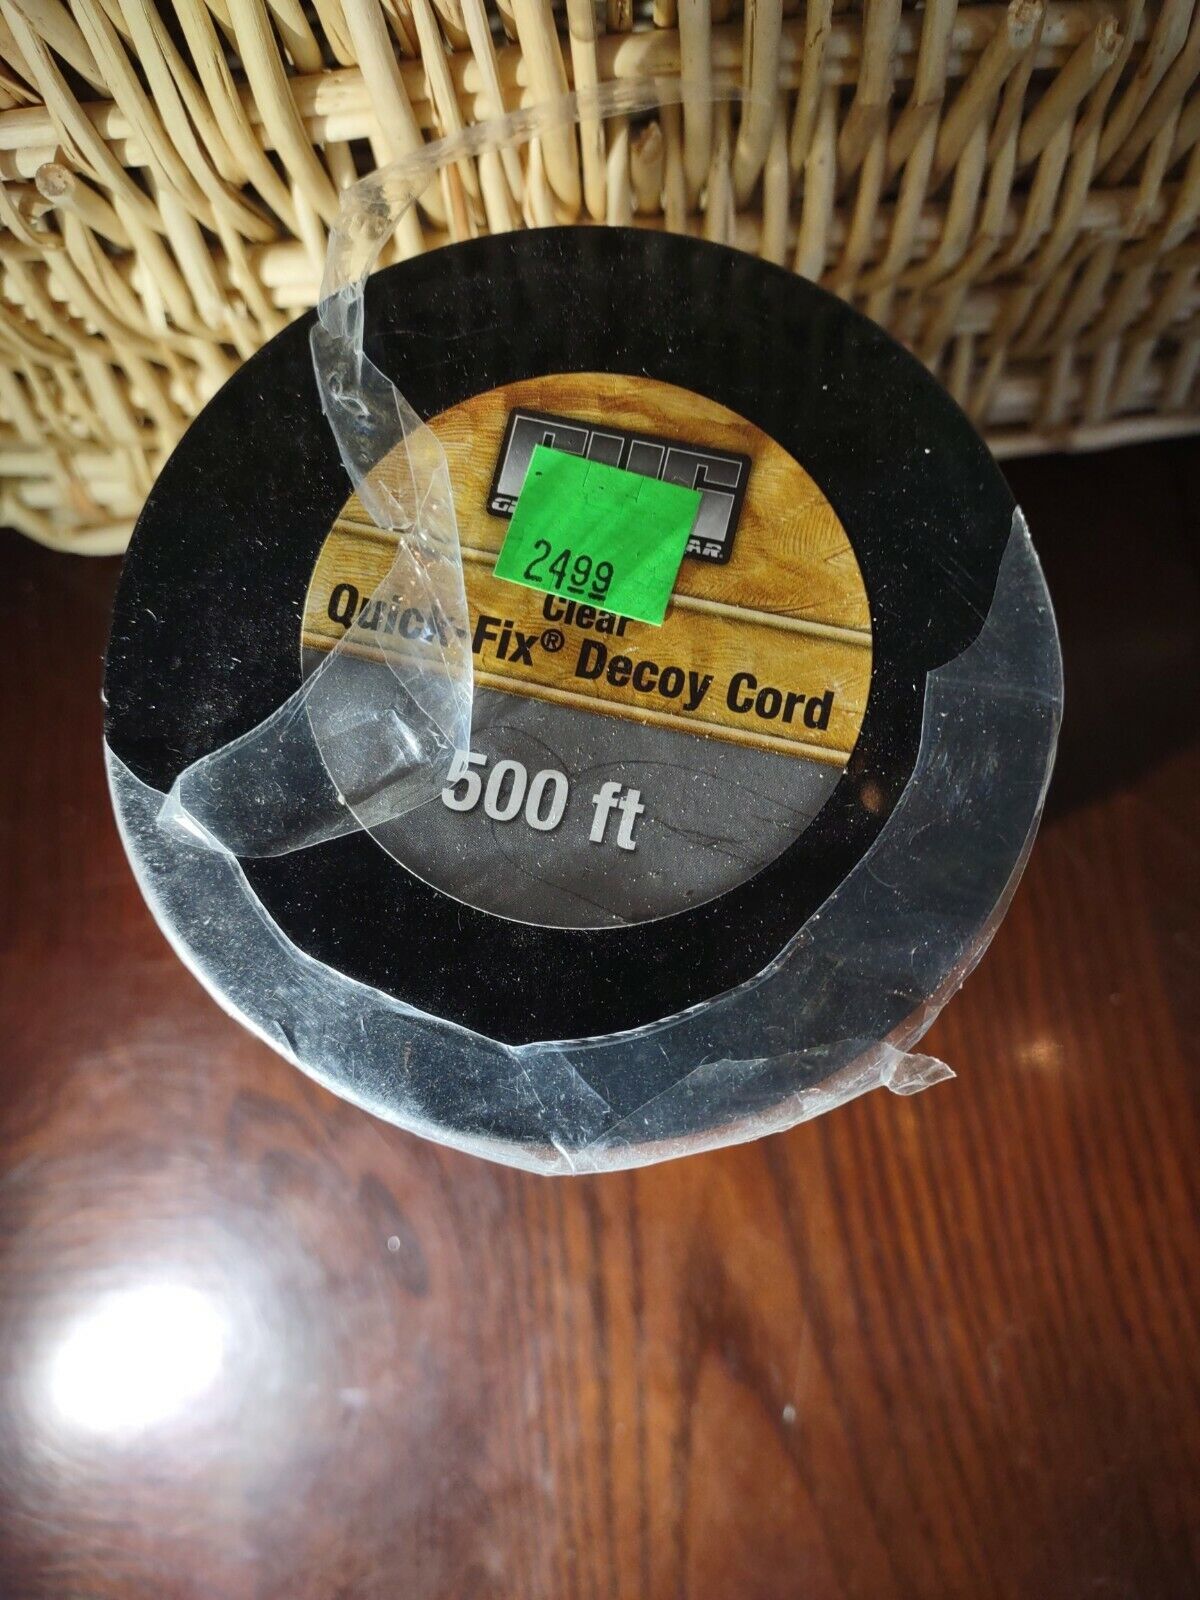 2499
Clear
Quick-Fix® Decoy Cord
500 ft